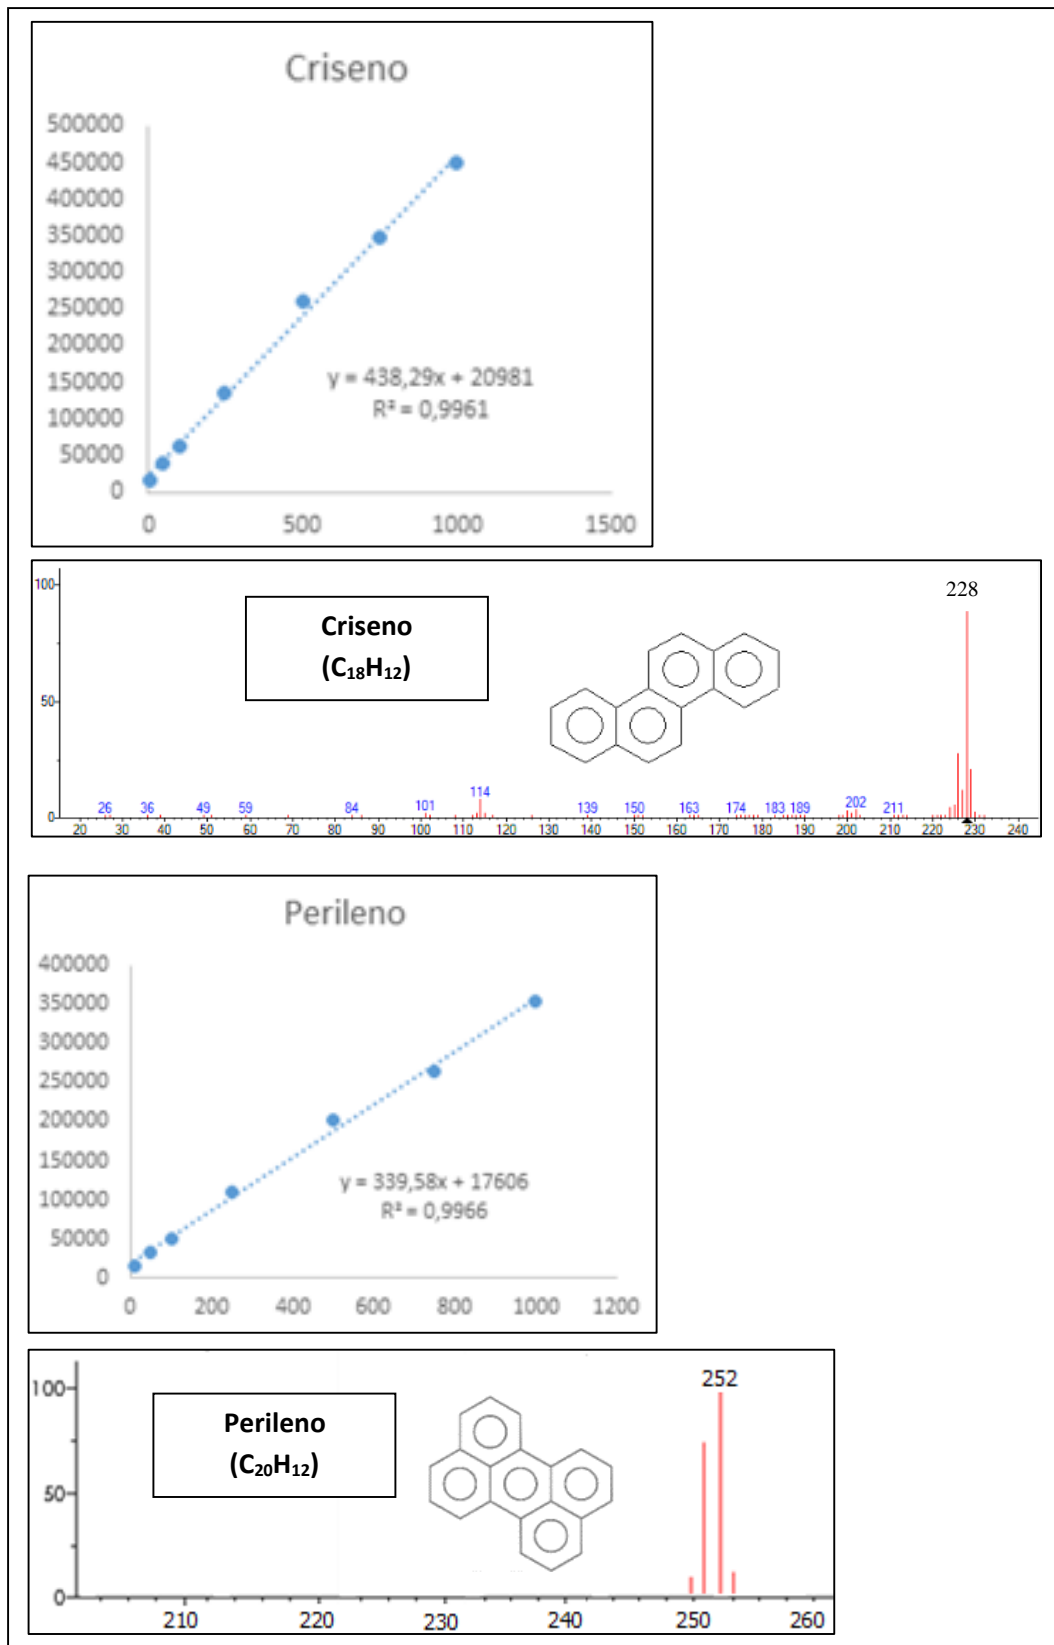 Criseno
500000
450000
400000
350000
300000
250000
200000
150000
100000
50000
0
y = 438,29x + 20981
R² = 0,9961
0 500 1000 1500
100
50
0
Criseno
(C₁₈H₁₂)
228
26 36 49 59 84 101 114 139 150 163 174 183 189 202 211
20 30 40 50 60 70 80 90 100 110 120 130 140 150 160 170 180 190 200 210 220 230 240
Perileno
400000
350000
300000
250000
200000
150000
100000
50000
0
y = 339,58x + 17606
R² = 0,9966
0 200 400 600 800 1000 1200
100
50
0
Perileno
(C₂₀H₁₂)
252
210 220 230 240 250 260